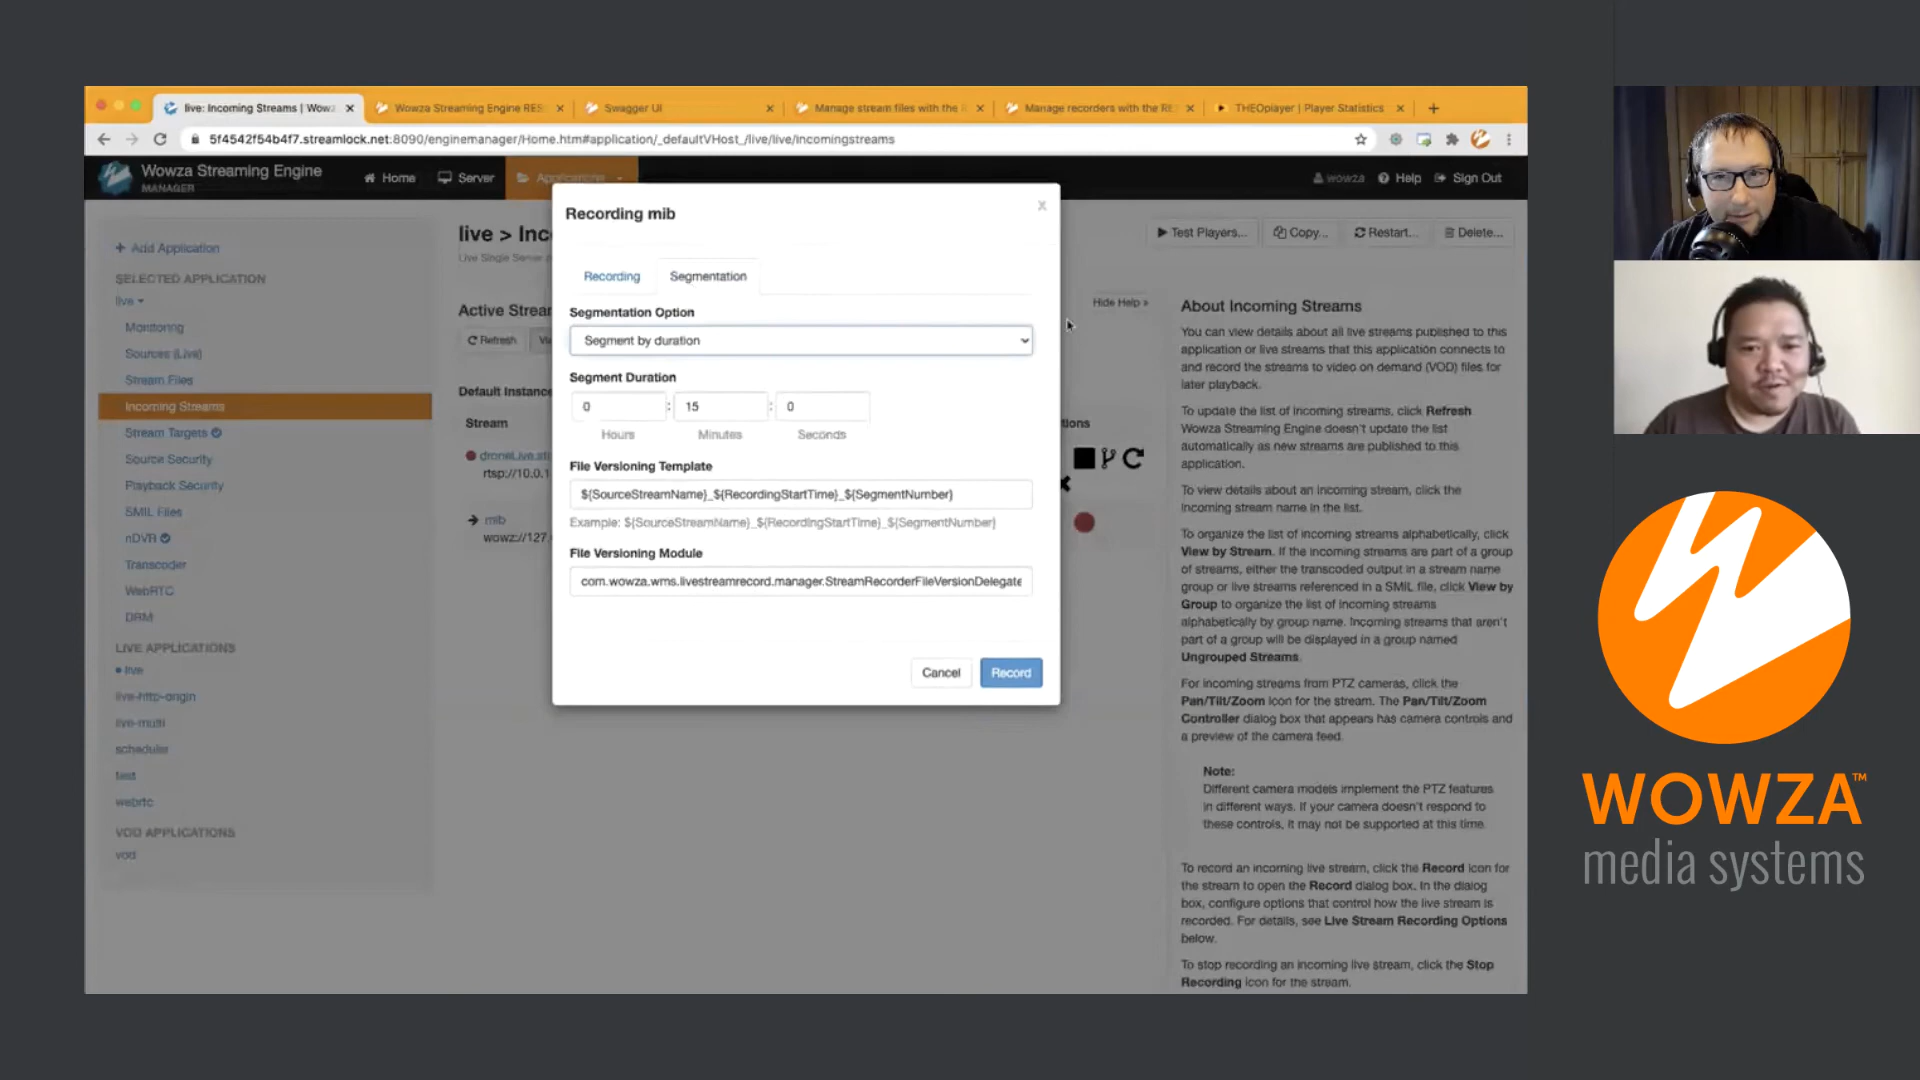 live: Incoming Streams | Wowz
Wowza Streaming Engine RES
Swagger UI
Manage stream files with the R
Manage recorders with the RE
THEOplayer | Player Statistics
5f4542f54b4f7.streamlock.net:8090/enginemanager/Home.htm#application/_defaultVHost_/live/live/incomingstreams
Wowza Streaming Engine
MANAGER
Home
Server
Applications
wowza
Help
Sign Out
Add Application
SELECTED APPLICATION
live
Monitoring
Sources (Live)
Stream Files
Incoming Streams
Stream Targets
Source Security
Playback Security
SMIL Files
nDVR
Transcoder
WebRTC
DRM
LIVE APPLICATIONS
live
live-http-origin
live-multi
scheduler
test
webrtc
VOD APPLICATIONS
vod
live > Inc
Live Single Server
Active Strear
Refresh
Default Instance
Stream
droneLive.st
rtsp://10.0.1
mib
wowz://127.
Recording mib
x
Recording
Segmentation
Segmentation Option
Segment by duration
Segment Duration
0 : 15 : 0
Hours Minutes Seconds
File Versioning Template
${SourceStreamName}_${RecordingStartTime}_${SegmentNumber}
Example: ${SourceStreamName}_${RecordingStartTime}_${SegmentNumber}
File Versioning Module
com.wowza.wms.livestreamrecord.manager.StreamRecorderFileVersionDelegate
Cancel
Record
Test Players...
Copy...
Restart...
Delete...
Hide Help »
tions
About Incoming Streams
You can view details about all live streams published to this
application or live streams that this application connects to
and record the streams to video on demand (VOD) files for
later playback.
To update the list of incoming streams, click Refresh
Wowza Streaming Engine doesn't update the list
automatically as new streams are published to this
application.
To view details about an incoming stream, click the
incoming stream name in the list.
To organize the list of incoming streams alphabetically, click
View by Stream. If the incoming streams are part of a group
of streams, either the transcoded output in a stream name
group or live streams referenced in a SMIL file, click View by
Group to organize the list of incoming streams
alphabetically by group name. Incoming streams that aren't
part of a group will be displayed in a group named
Ungrouped Streams.
For incoming streams from PTZ cameras, click the
Pan/Tilt/Zoom icon for the stream. The Pan/Tilt/Zoom
Controller dialog box that appears has camera controls and
a preview of the camera feed.
Note:
Different camera models implement the PTZ features
in different ways. If your camera doesn't respond to
these controls, it may not be supported at this time.
To record an incoming live stream, click the Record icon for
the stream to open the Record dialog box. In the dialog
box, configure options that control how the live stream is
recorded. For details, see Live Stream Recording Options
below.
To stop recording an incoming live stream, click the Stop
Recording icon for the stream.
WOWZA™
media systems